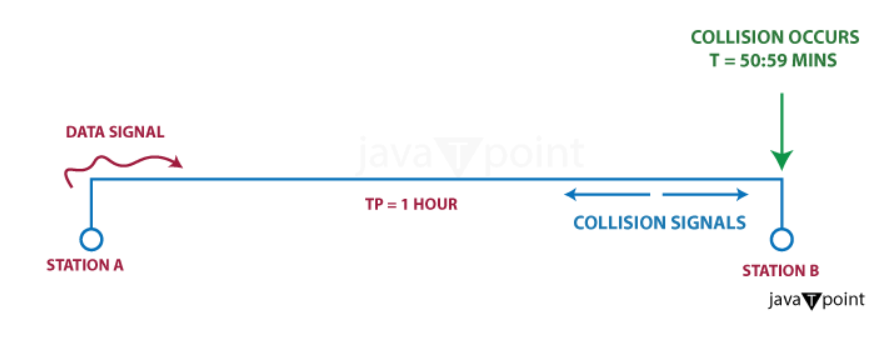 COLLISION OCCURS
T = 50:59 MINS
DATA SIGNAL
javaTpoint
TP = 1 HOUR
COLLISION SIGNALS
STATION A
STATION B
javaTpoint